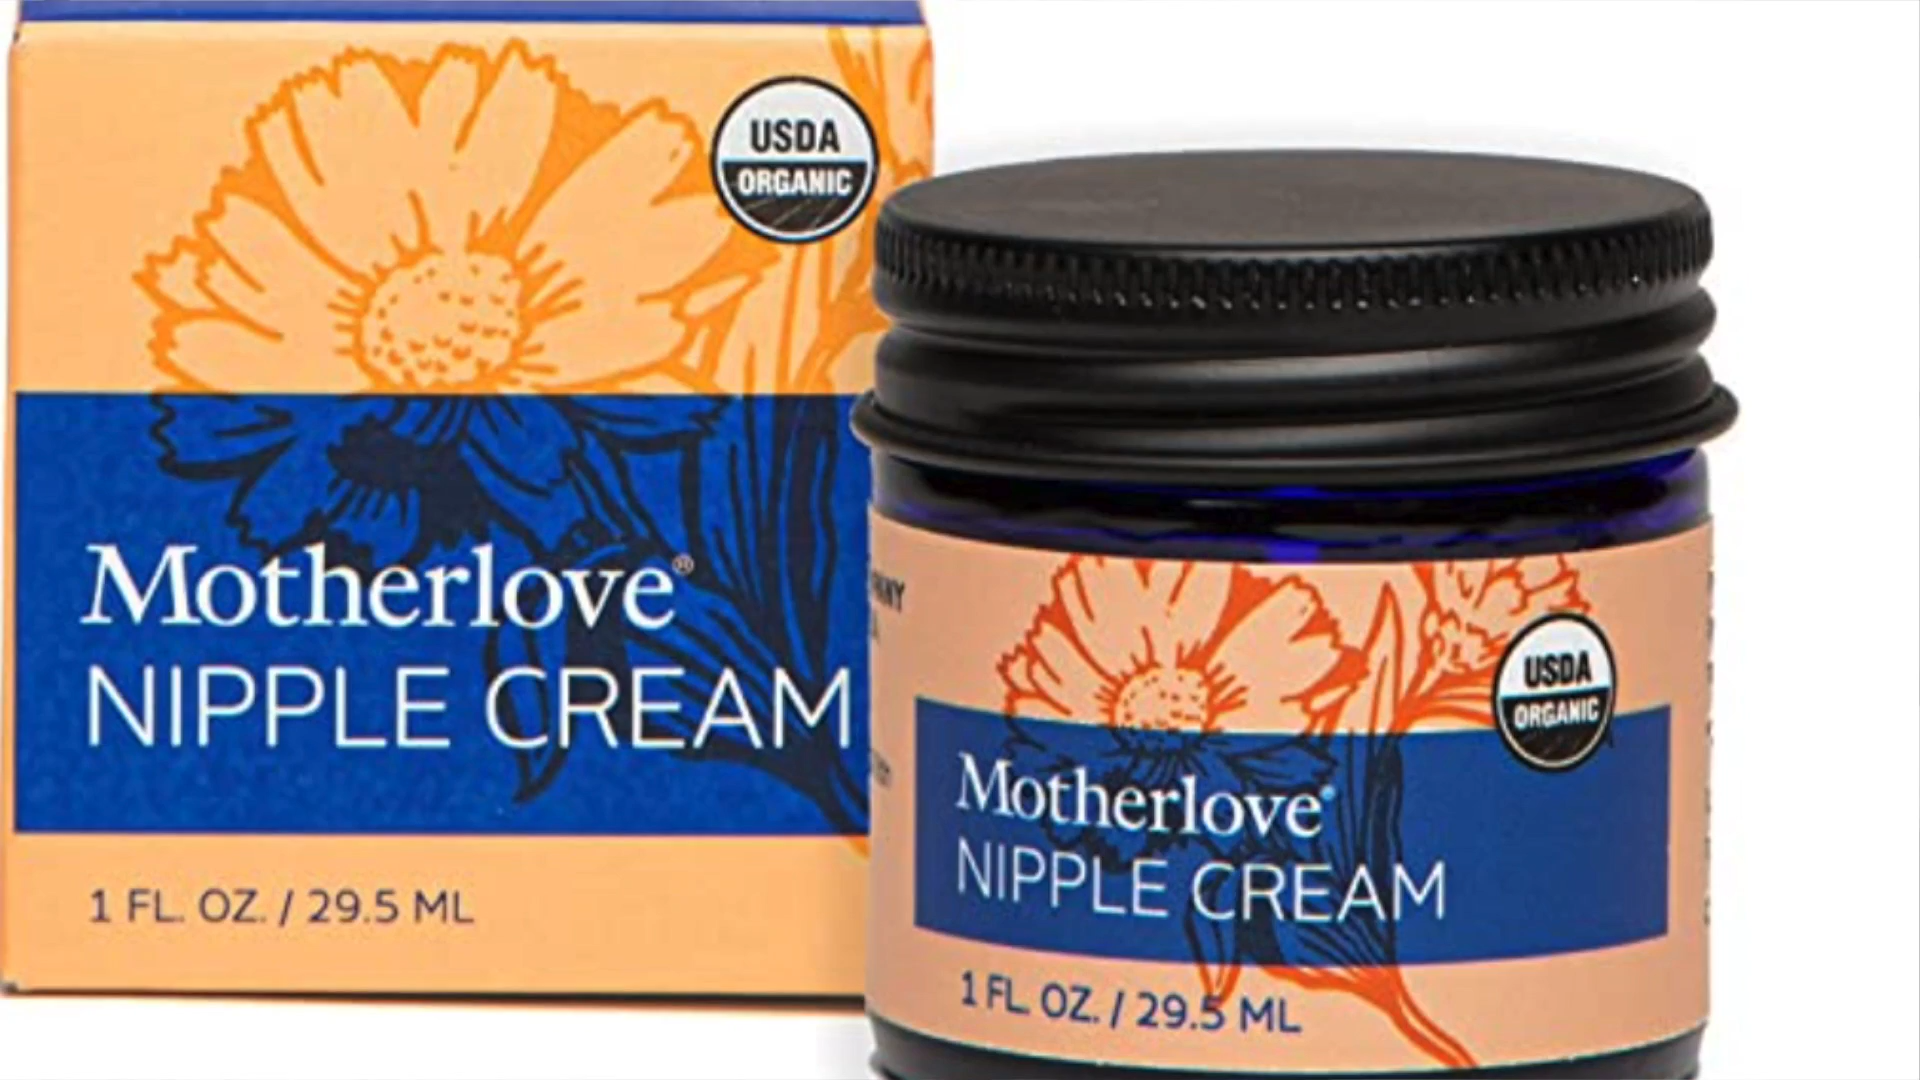 USDA
ORGANIC
Motherlove®
NIPPLE CREAM
1 FL. OZ. / 29.5 ML
USDA
ORGANIC
Motherlove®
NIPPLE CREAM
1 FL. OZ. / 29.5 ML